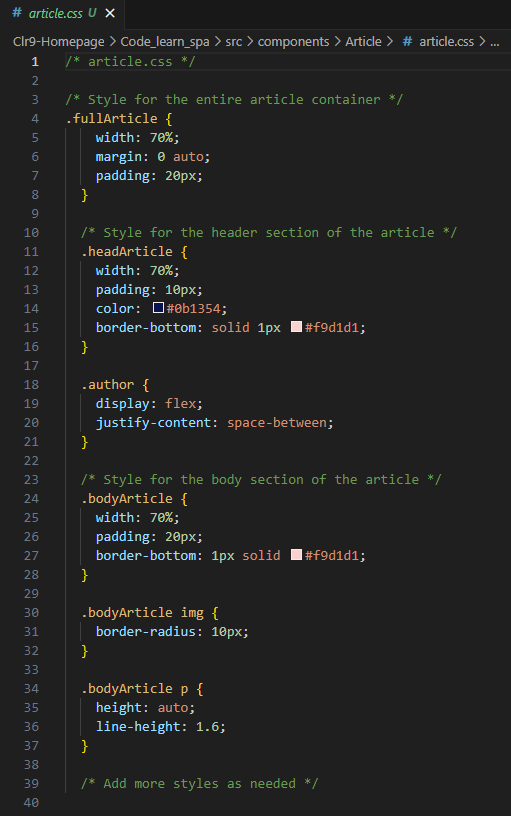 # article.css U ×
Clr9-Homepage > Code_learn_spa > src > components > Article > # article.css > ...
1 /* article.css */
2
3 /* Style for the entire article container */
4 .fullArticle {
5 width: 70%;
6 margin: 0 auto;
7 padding: 20px;
8 }
9
10 /* Style for the header section of the article */
11 .headArticle {
12 width: 70%;
13 padding: 10px;
14 color: #0b1354;
15 border-bottom: solid 1px #f9d1d1;
16 }
17
18 .author {
19 display: flex;
20 justify-content: space-between;
21 }
22
23 /* Style for the body section of the article */
24 .bodyArticle {
25 width: 70%;
26 padding: 20px;
27 border-bottom: 1px solid #f9d1d1;
28 }
29
30 .bodyArticle img {
31 border-radius: 10px;
32 }
33
34 .bodyArticle p {
35 height: auto;
36 line-height: 1.6;
37 }
38
39 /* Add more styles as needed */
40